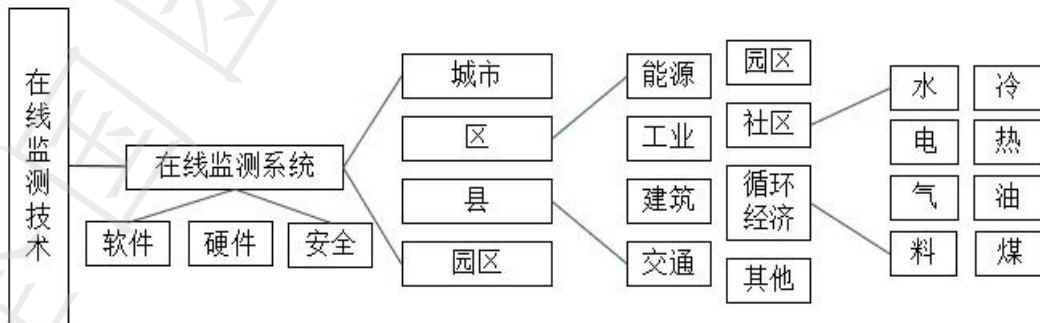 在线监测技术
在线监测系统
软件
硬件
安全
城市
区
县
园区
能源
工业
建筑
交通
园区
社区
循环
经济
其他
水
冷
电
热
气
油
料
煤